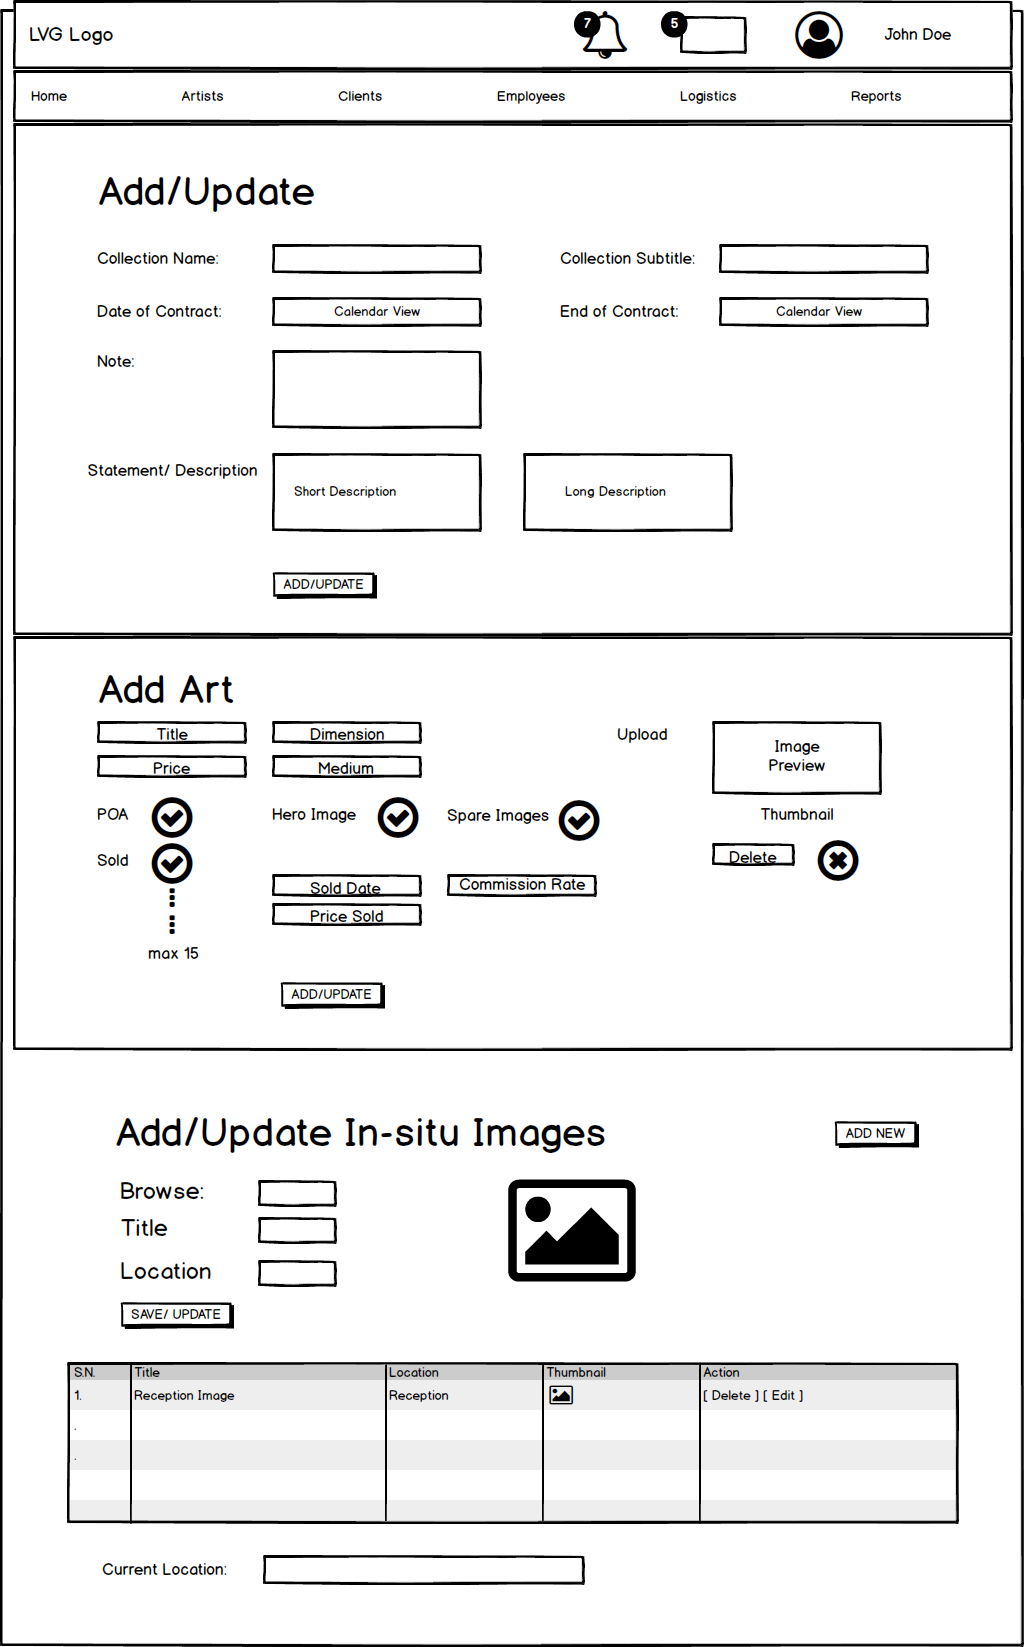 LVG Logo
7
5
John Doe
Home Artists Clients Employees Logistics Reports
Add/Update
Collection Name:
Collection Subtitle:
Date of Contract: Calendar View
End of Contract: Calendar View
Note:
Statement/ Description
Short Description
Long Description
ADD/UPDATE
Add Art
Title Dimension
Upload
Image
Preview
Price Medium
POA
Hero Image
Spare Images
Thumbnail
Sold
Delete
Sold Date
Commission Rate
Price Sold
max 15
ADD/UPDATE
Add/Update In-situ Images
ADD NEW
Browse:
Title
Location
SAVE/ UPDATE
S.N. Title Location Thumbnail Action
1. Reception Image Reception [ Delete ] [ Edit ]
.
.
Current Location: